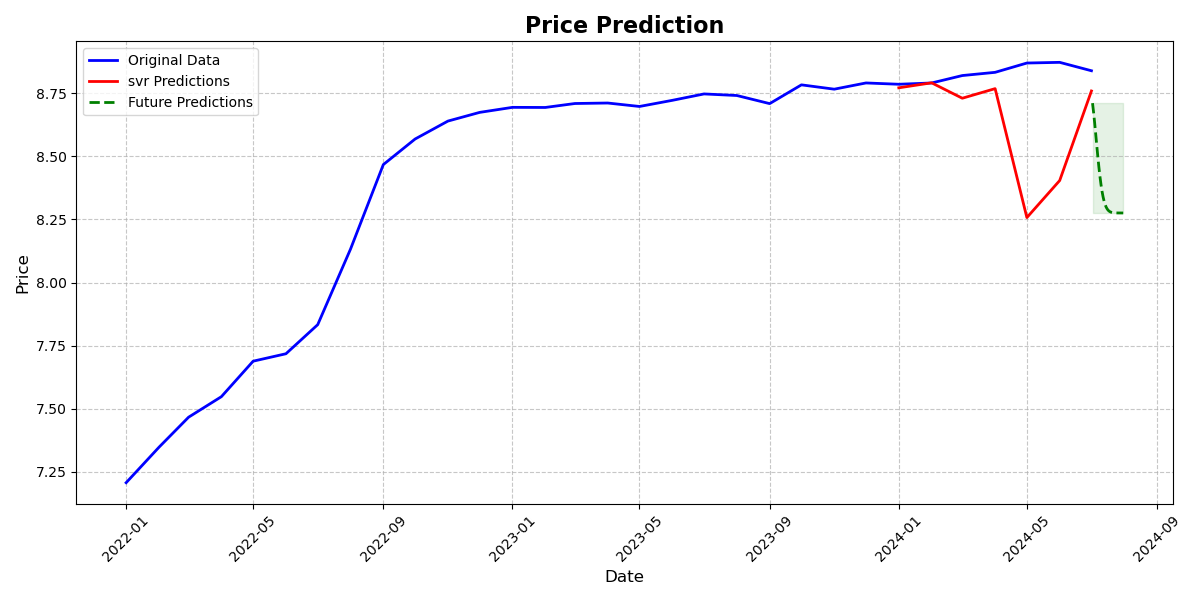 Price Prediction
Original Data
svr Predictions
Future Predictions
Price
8.75
8.50
8.25
8.00
7.75
7.50
7.25
2022-01
2022-05
2022-09
2023-01
2023-05
2023-09
2024-01
2024-05
2024-09
Date